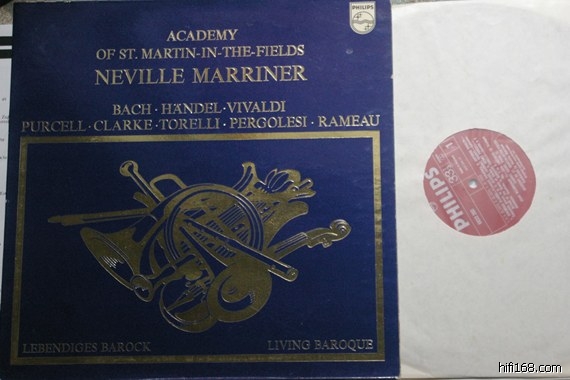 PHILIPS
ACADEMY
OF ST. MARTIN-IN-THE-FIELDS
NEVILLE MARRINER
BACH · HÄNDEL · VIVALDI
PURCELL · CLARKE · TORELLI · PERGOLESI · RAMEAU
LEBENDIGES BAROCK
LIVING BAROQUE
PHILIPS
33
hifi168.com